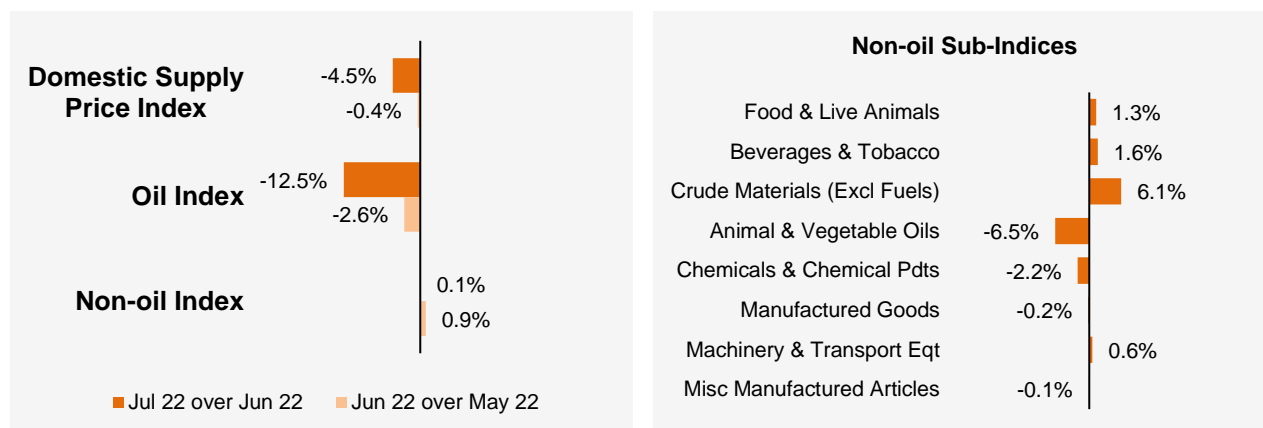 Domestic Supply
Price Index
-4.5%
-0.4%
Oil Index
-12.5%
-2.6%
Non-oil Index
0.1%
0.9%
Jul 22 over Jun 22
Jun 22 over May 22
Non-oil Sub-Indices
Food & Live Animals 1.3%
Beverages & Tobacco 1.6%
Crude Materials (Excl Fuels) 6.1%
Animal & Vegetable Oils -6.5%
Chemicals & Chemical Pdts -2.2%
Manufactured Goods -0.2%
Machinery & Transport Eqt 0.6%
Misc Manufactured Articles -0.1%